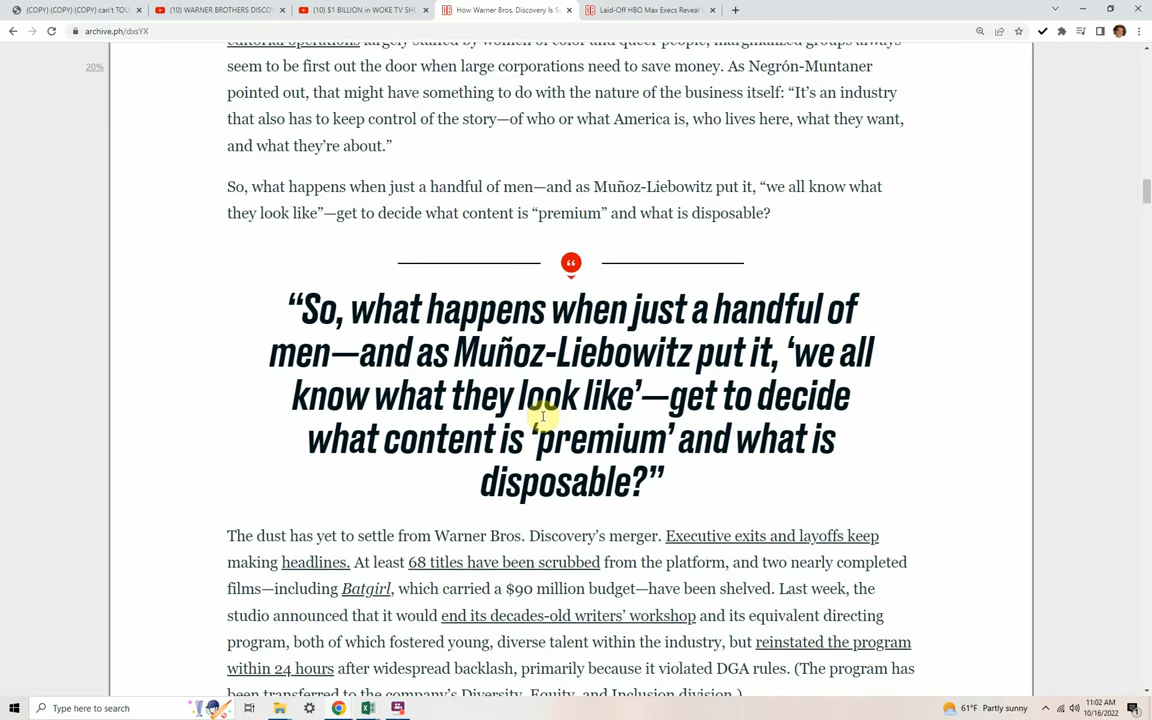 (COPY) (COPY) (COPY) can't TOU
(10) WARNER BROTHERS DISCO
(10) $1 BILLION in WOKE TV SHO
How Warner Bros. Discovery Is S
Laid-Off HBO Max Execs Reveal
archive.ph/dxsYX
20%
editorial operations largely staffed by women of color and queer people, marginalized groups always
seem to be first out the door when large corporations need to save money. As Negrón-Muntaner
pointed out, that might have something to do with the nature of the business itself: “It’s an industry
that also has to keep control of the story—of who or what America is, who lives here, what they want,
and what they’re about.”
So, what happens when just a handful of men—and as Muñoz-Liebowitz put it, “we all know what
they look like”—get to decide what content is “premium” and what is disposable?
“So, what happens when just a handful of
men—and as Muñoz-Liebowitz put it, ‘we all
know what they look like’—get to decide
what content is ‘premium’ and what is
disposable?”
The dust has yet to settle from Warner Bros. Discovery’s merger. Executive exits and layoffs keep
making headlines. At least 68 titles have been scrubbed from the platform, and two nearly completed
films—including Batgirl, which carried a $90 million budget—have been shelved. Last week, the
studio announced that it would end its decades-old writers’ workshop and its equivalent directing
program, both of which fostered young, diverse talent within the industry, but reinstated the program
within 24 hours after widespread backlash, primarily because it violated DGA rules. (The program has
been transferred to the company’s Diversity, Equity, and Inclusion division.)
Type here to search
61°F Partly sunny
11:02 AM
10/16/2022